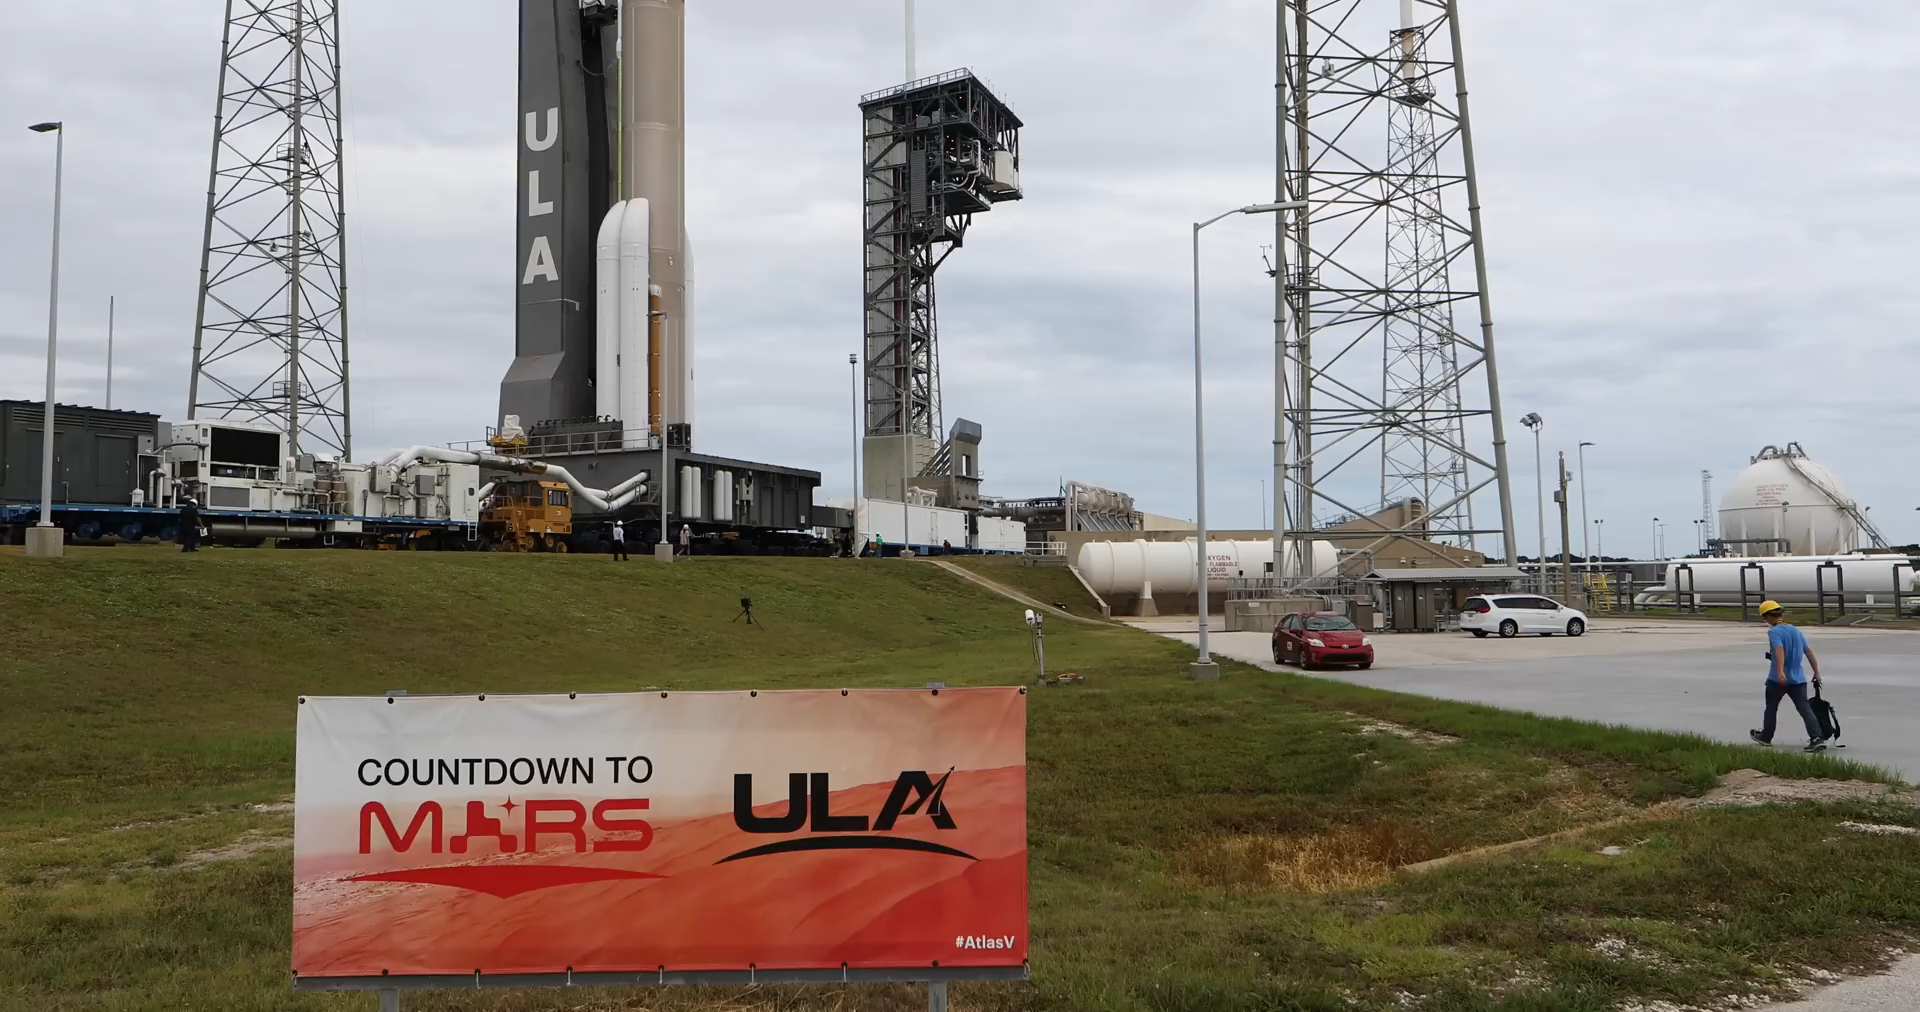 ULA
COUNTDOWN TO
MARS
ULA
#AtlasV
OXYGEN
FLAMMABLE
LIQUID